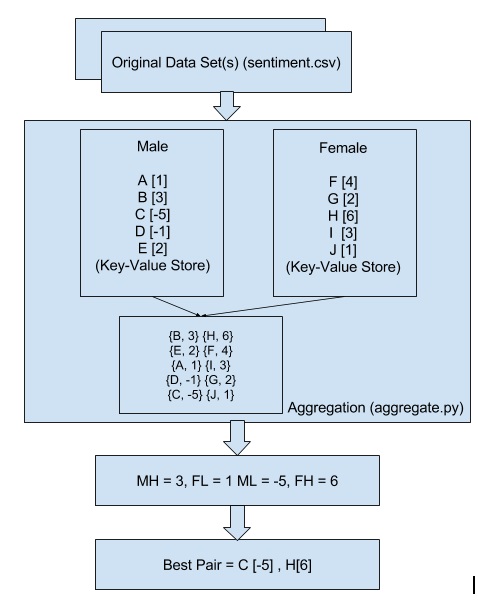 Original Data Set(s) (sentiment.csv)
Male
A [1]
B [3]
C [-5]
D [-1]
E [2]
(Key-Value Store)
Female
F [4]
G [2]
H [6]
I [3]
J [1]
(Key-Value Store)
{B, 3} {H, 6}
{E, 2} {F, 4}
{A, 1} {I, 3}
{D, -1} {G, 2}
{C, -5} {J, 1}
Aggregation (aggregate.py)
MH = 3, FL = 1 ML = -5, FH = 6
Best Pair = C [-5] , H[6]